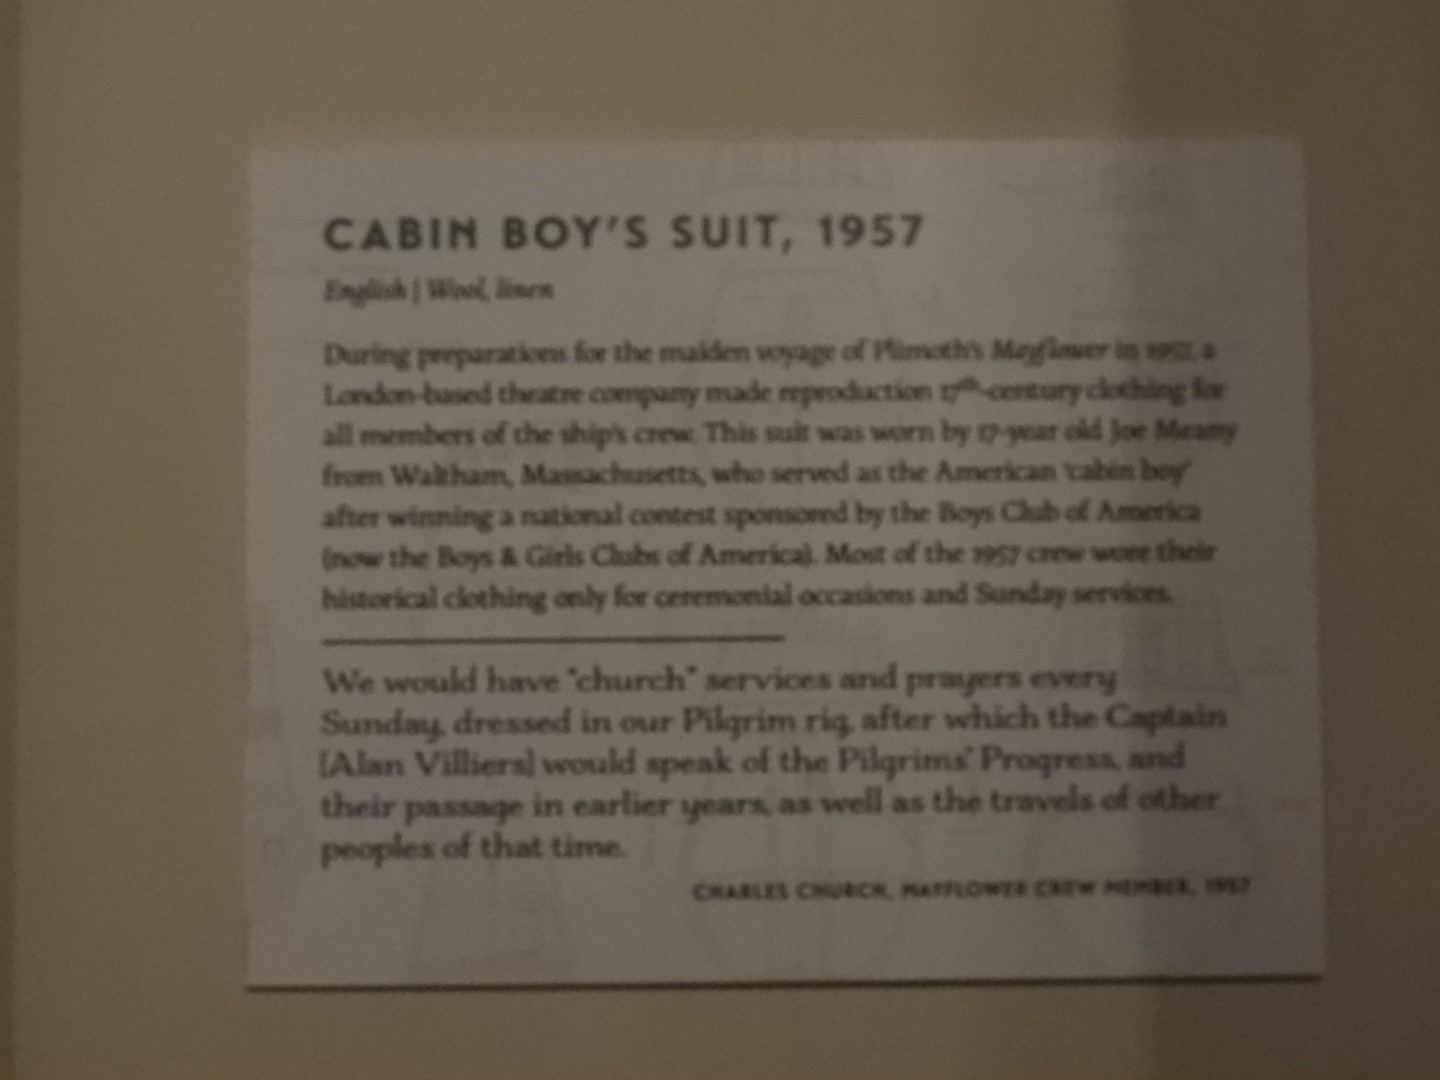 CABIN BOY'S SUIT, 1957
English | Wool, linen
During preparations for the maiden voyage of Plimoth's Mayflower in 1957, a
London-based theatre company made reproduction 17th-century clothing for
all members of the ship's crew. This suit was worn by 17-year old Joe Meany
from Waltham, Massachusetts, who served as the American 'cabin boy'
after winning a national contest sponsored by the Boys Club of America
(now the Boys & Girls Clubs of America). Most of the 1957 crew wore their
historical clothing only for ceremonial occasions and Sunday services.
We would have "church" services and prayers every
Sunday, dressed in our Pilgrim rig, after which the Captain
[Alan Villiers] would speak of the Pilgrims' Progress, and
their passage in earlier years, as well as the travels of other
peoples of that time.
CHARLES CHURCH, MAYFLOWER CREW MEMBER, 1957